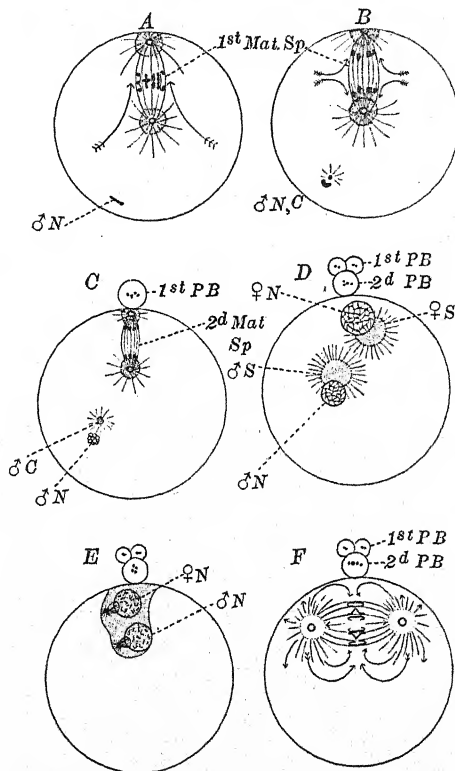 A
B
1st Mat. Sp
♂N
♂N, C
C
1st PB
2d Mat
Sp
♂C
♂N
D
1st PB
2d PB
♀N
♀S
♂S
♂N
E
♀N
♂N
F
1st PB
2d PB